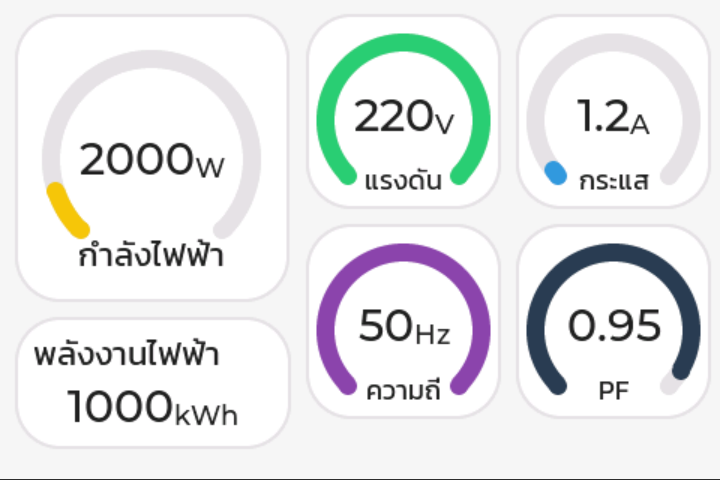 2000W
กำลังไฟฟ้า
พลังงานไฟฟ้า
1000kWh
220V
แรงดัน
1.2A
กระแส
50Hz
ความถี่
0.95
PF